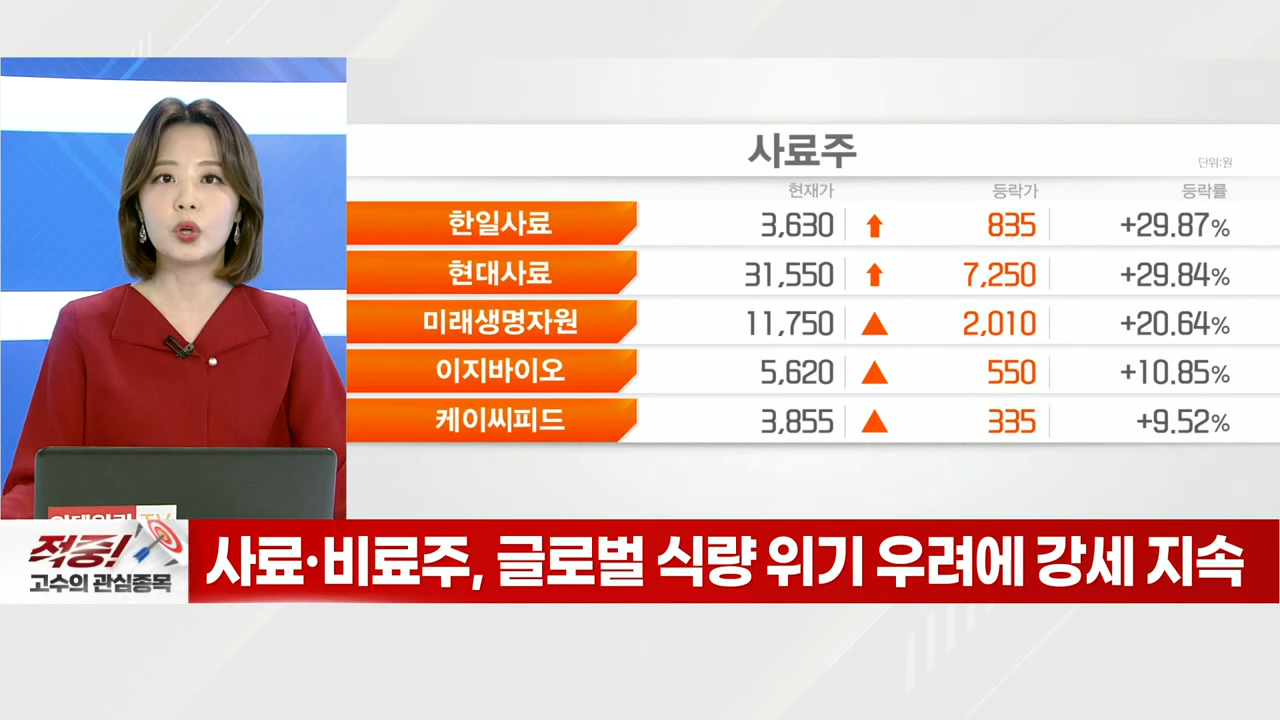 사료주
단위:원
현재가 등락가 등락률
한일사료 3,630 835 +29.87%
현대사료 31,550 7,250 +29.84%
미래생명자원 11,750 2,010 +20.64%
이지바이오 5,620 550 +10.85%
케이씨피드 3,855 335 +9.52%
적중!
고수의 관심종목
사료·비료주, 글로벌 식량 위기 우려에 강세 지속